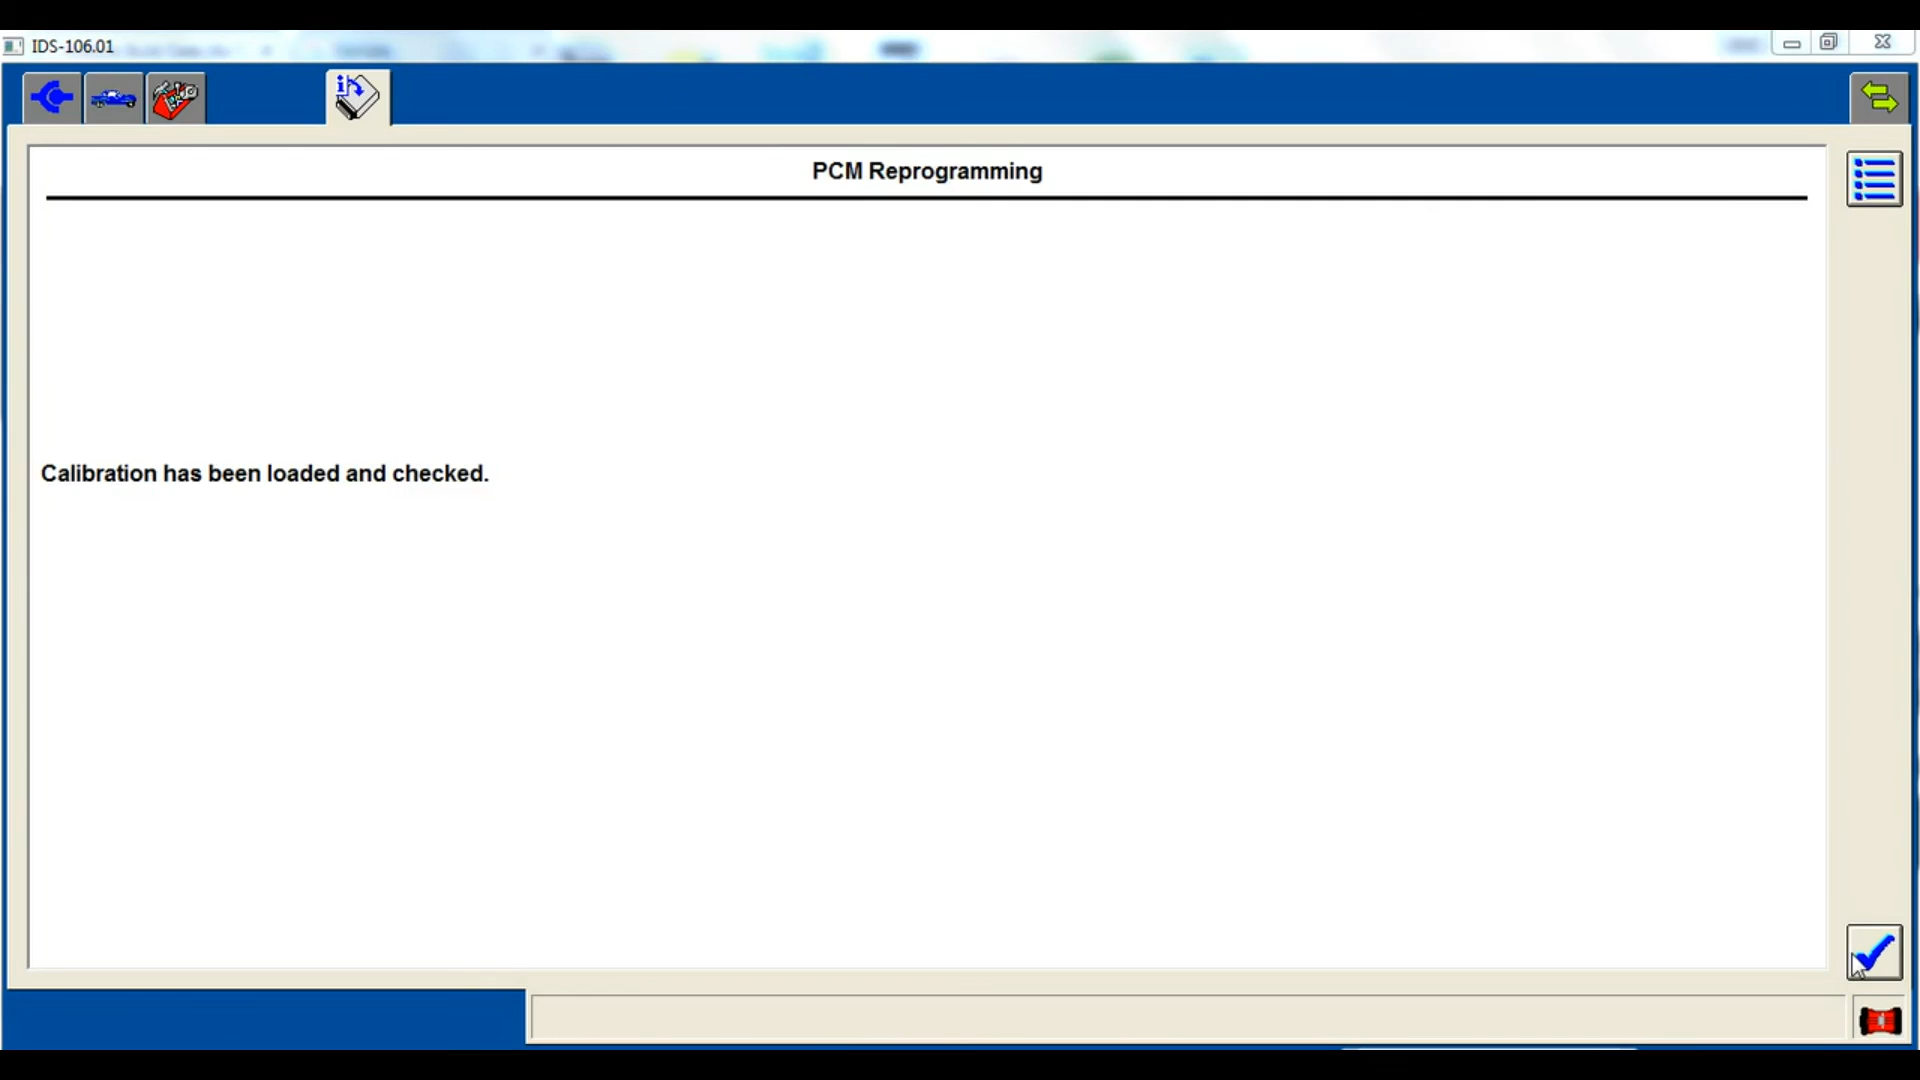 IDS-106.01
PCM Reprogramming
Calibration has been loaded and checked.